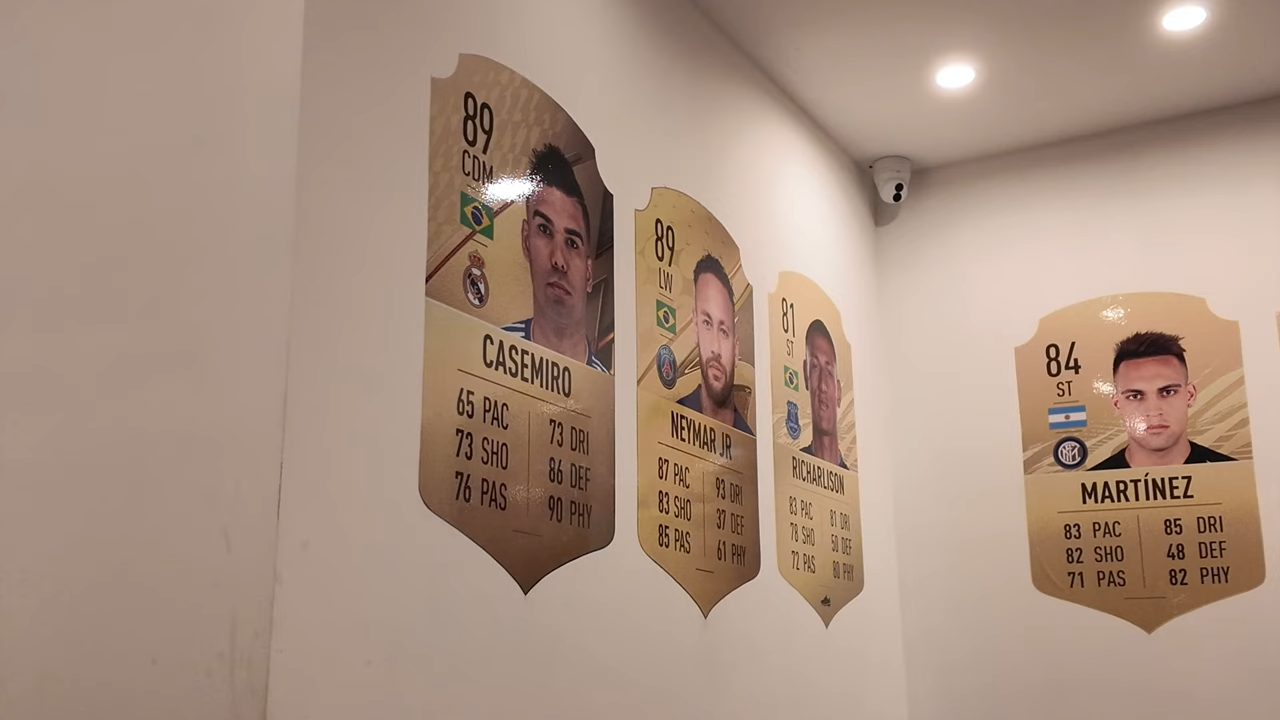 89
CDM
CASEMIRO
65 PAC 73 DRI
73 SHO 86 DEF
76 PAS 90 PHY
89
LW
NEYMAR JR
87 PAC 93 DRI
83 SHO 37 DEF
85 PAS 61 PHY
81
ST
RICHARLISON
83 PAC 81 DRI
78 SHO 50 DEF
72 PAS 80 PHY
84
ST
MARTÍNEZ
83 PAC 85 DRI
82 SHO 48 DEF
71 PAS 82 PHY